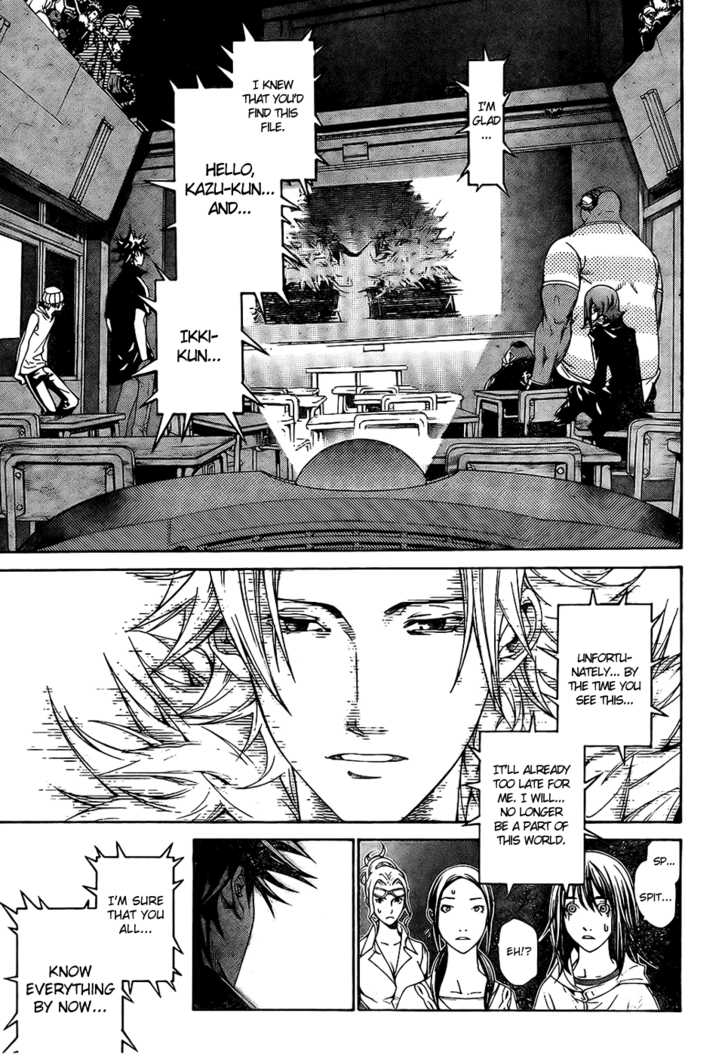 I'M
GLAD
...
I KNEW
THAT YOU'D
FIND THIS
FILE.
HELLO,
KAZU-KUN...
AND...
IKKI-
KUN...
UNFORTU-
NATELY... BY
THE TIME YOU
SEE THIS...
IT'LL ALREADY
TOO LATE FOR
ME. I WILL...
NO LONGER
BE A PART OF
THIS WORLD.
SP...
SPIT...
EH!?
I'M SURE
THAT YOU
ALL...
KNOW
EVERYTHING
BY NOW...